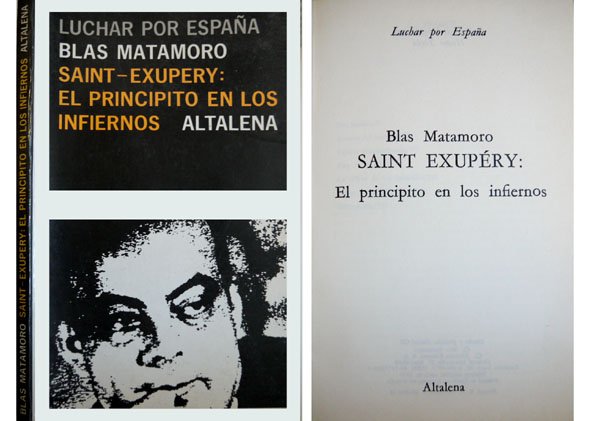 BLAS MATAMORO SAINT-EXUPERY: EL PRINCIPITO EN LOS INFIERNOS ALTALENA
LUCHAR POR ESPAÑA
BLAS MATAMORO
SAINT-EXUPERY:
EL PRINCIPITO EN LOS
INFIERNOS ALTALENA
Luchar por España
Blas Matamoro
SAINT EXUPÉRY:
El principito en los infiernos
Altalena